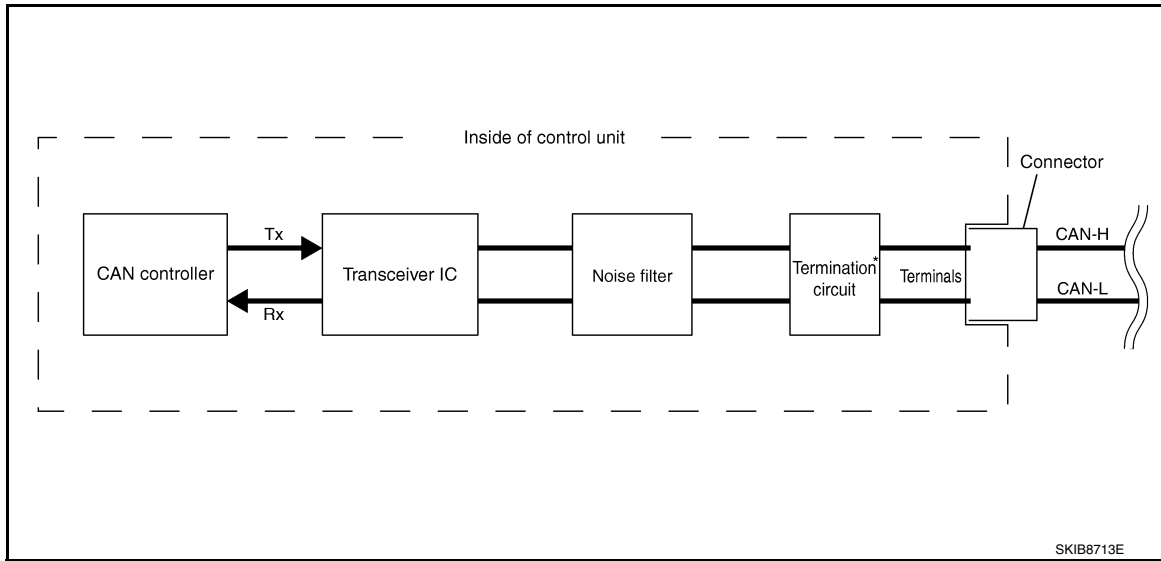 Inside of control unit
Connector
CAN controller
Tx
Rx
Transceiver IC
Noise filter
Termination*
circuit
Terminals
CAN-H
CAN-L
SKIB8713E